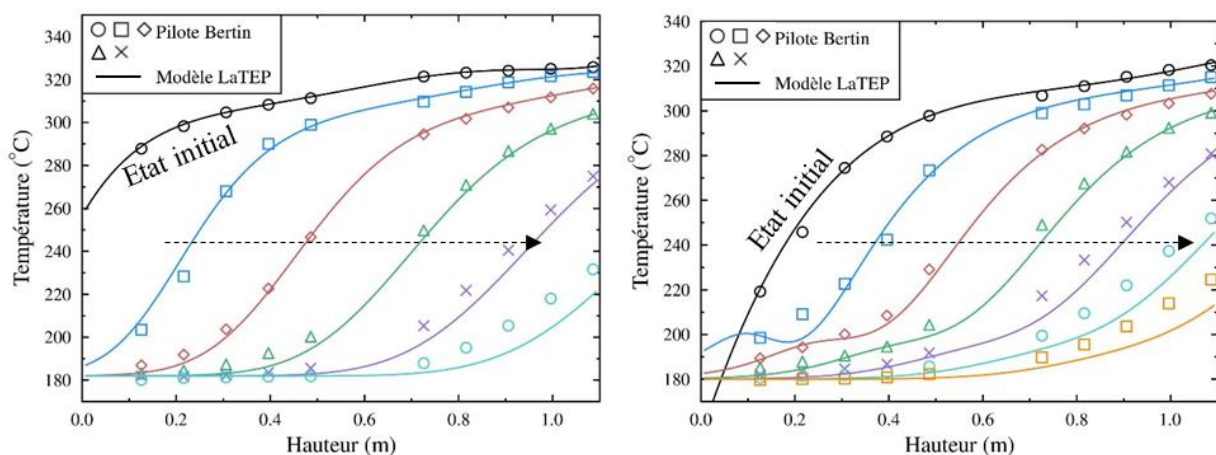 340
320
300
280
260
240
220
200
180
0.0 0.2 0.4 0.6 0.8 1.0
Température (°C)
Hauteur (m)
Pilote Bertin
Modèle LaTEP
Etat initial
340
320
300
280
260
240
220
200
180
0.0 0.2 0.4 0.6 0.8 1.0
Température (°C)
Hauteur (m)
Pilote Bertin
Modèle LaTEP
Etat initial